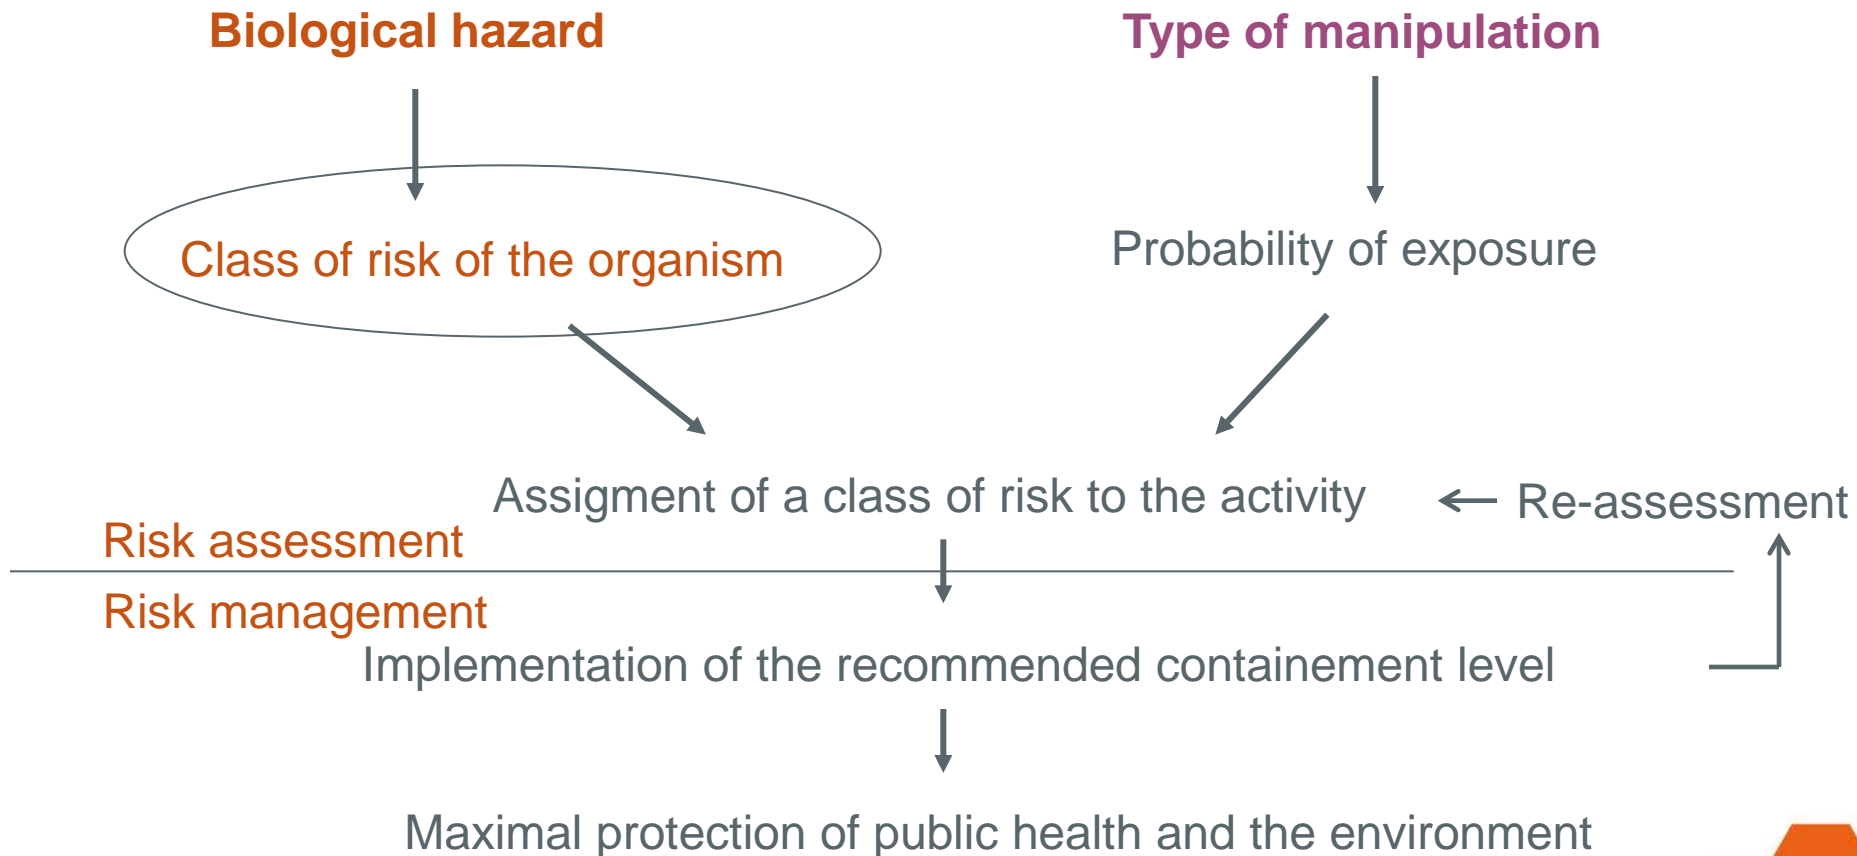 Biological hazard
Type of manipulation
Class of risk of the organism
Probability of exposure
Assigment of a class of risk to the activity
Re-assessment
Risk assessment
Risk management
Implementation of the recommended containement level
Maximal protection of public health and the environment